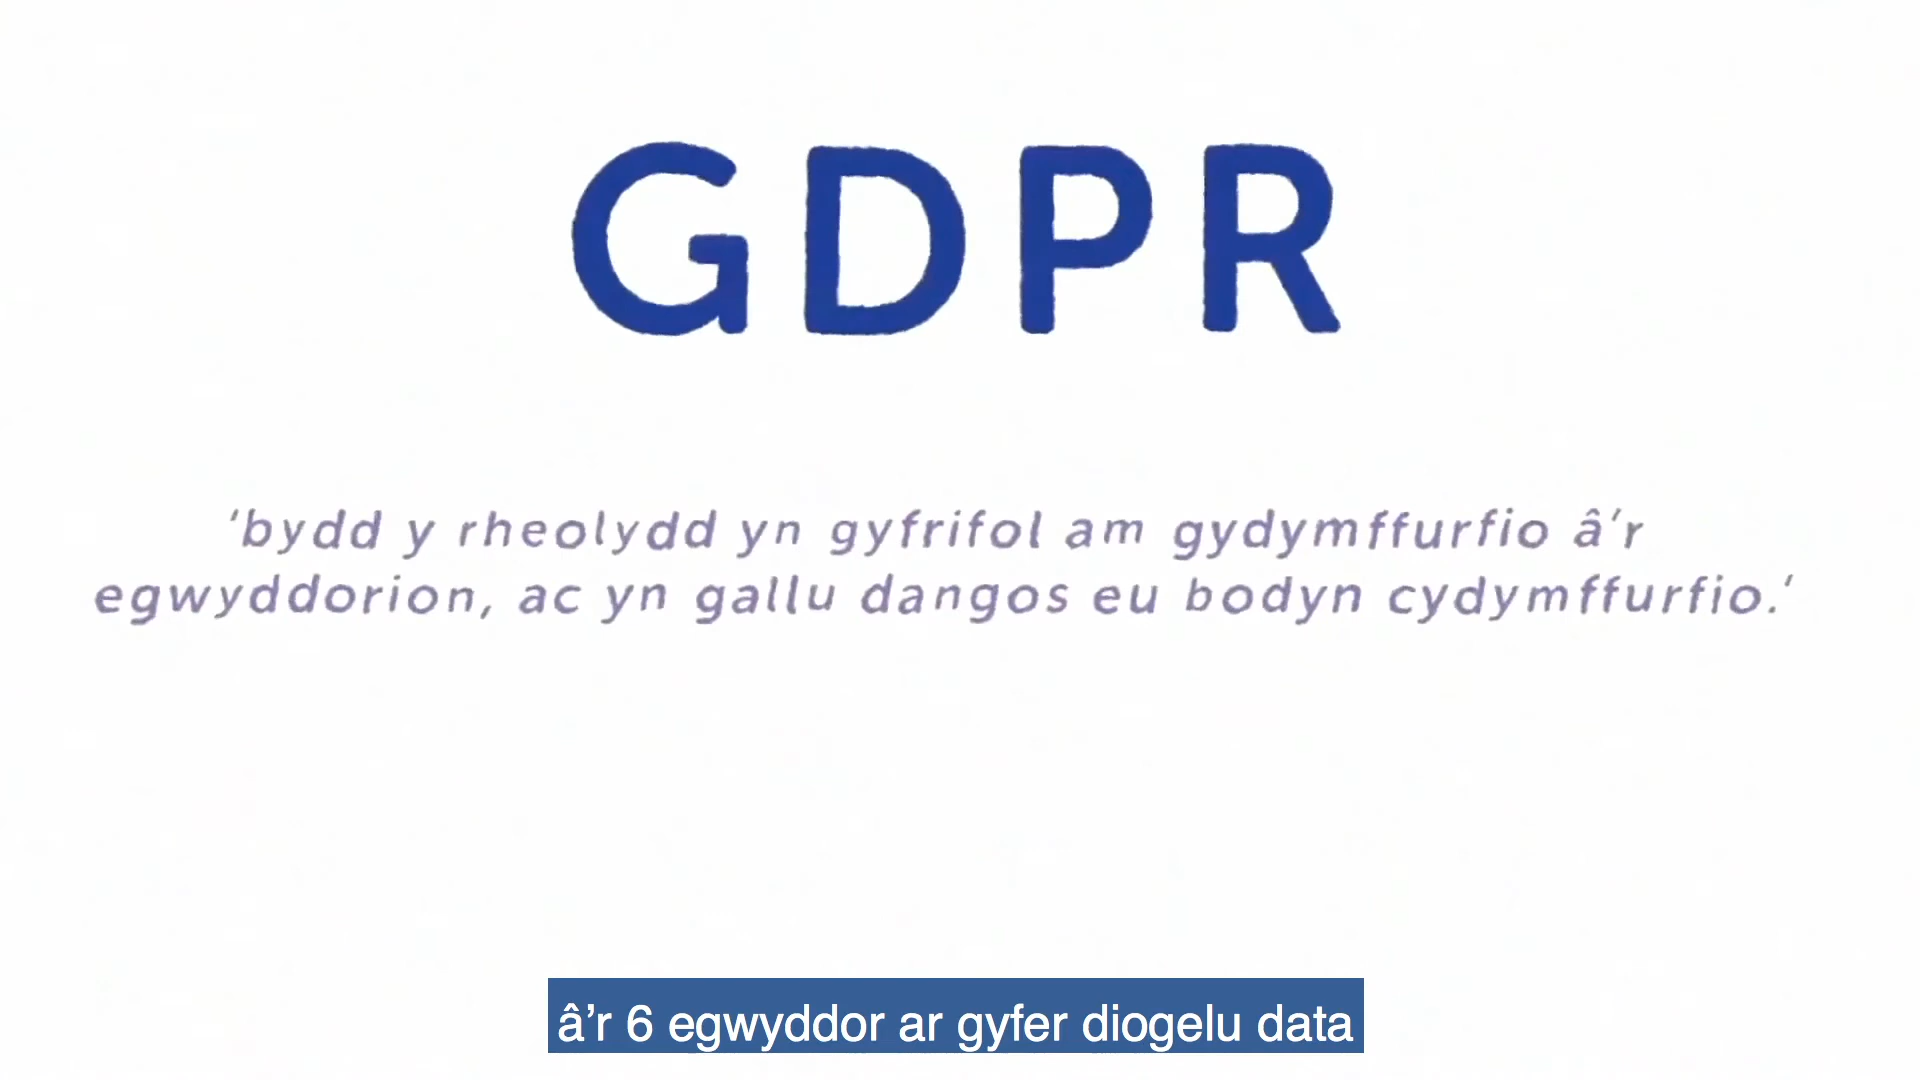 GDPR
‘bydd y rheolydd yn gyfrifol am gydymffurfio â’r
egwyddorion, ac yn gallu dangos eu bodyn cydymffurfio.’
â’r 6 egwyddor ar gyfer diogelu data